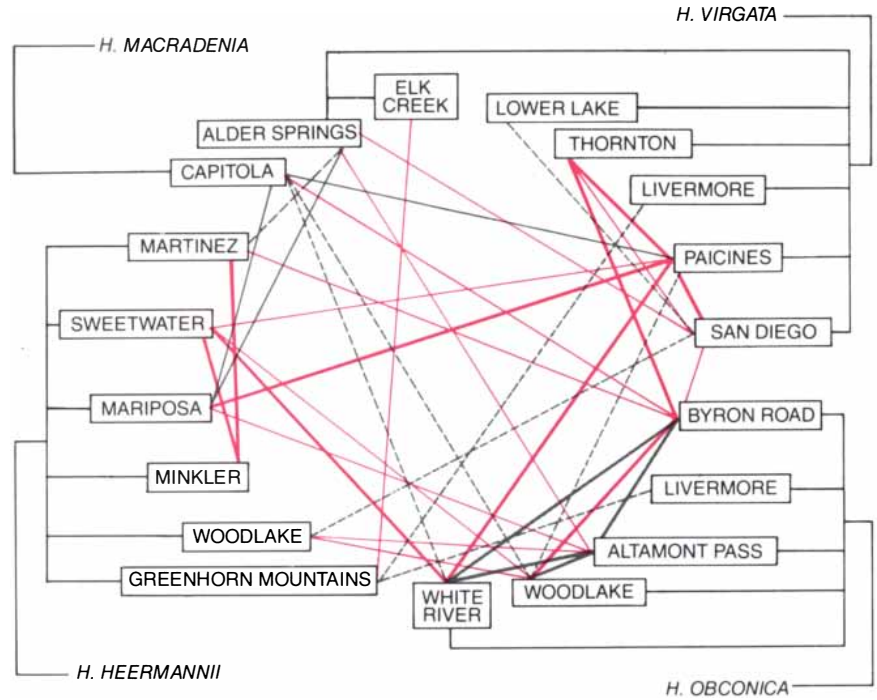 H. VIRGATA
H. MACRADENIA
ELK
CREEK
LOWER LAKE
ALDER SPRINGS
THORNTON
CAPITOLA
LIVERMORE
MARTINEZ
PAICINES
SWEETWATER
SAN DIEGO
MARIPOSA
BYRON ROAD
MINKLER
LIVERMORE
WOODLAKE
ALTAMONT PASS
GREENHORN MOUNTAINS
WHITE
RIVER
WOODLAKE
H. HEERMANNII
H. OBCONICA